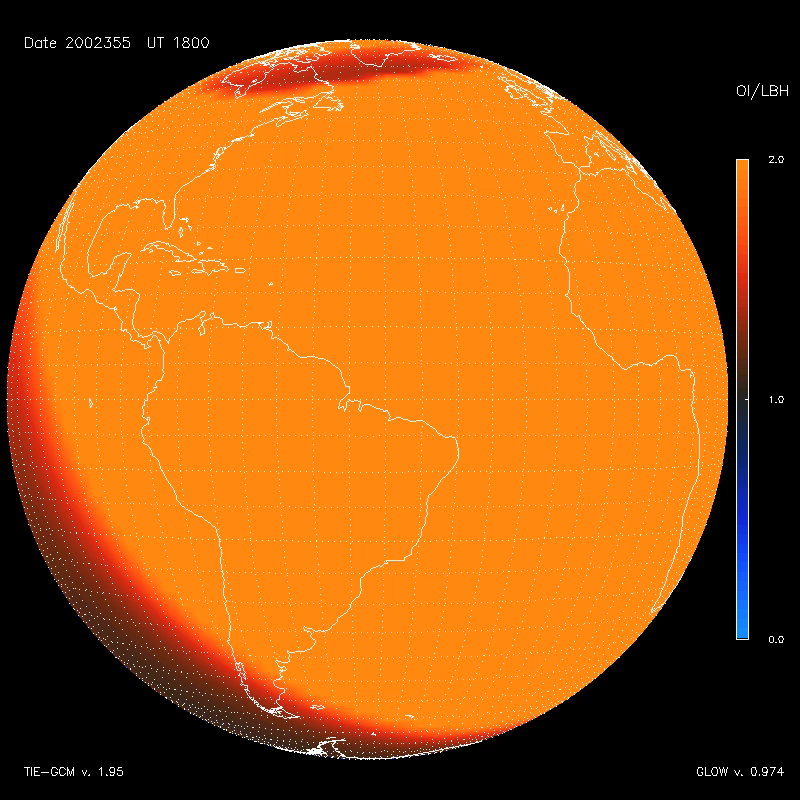 Date 2002355 UT 1800
OI/LBH
2.0
1.0
0.0
TIE-GCM v. 1.95
GLOW v. 0.974